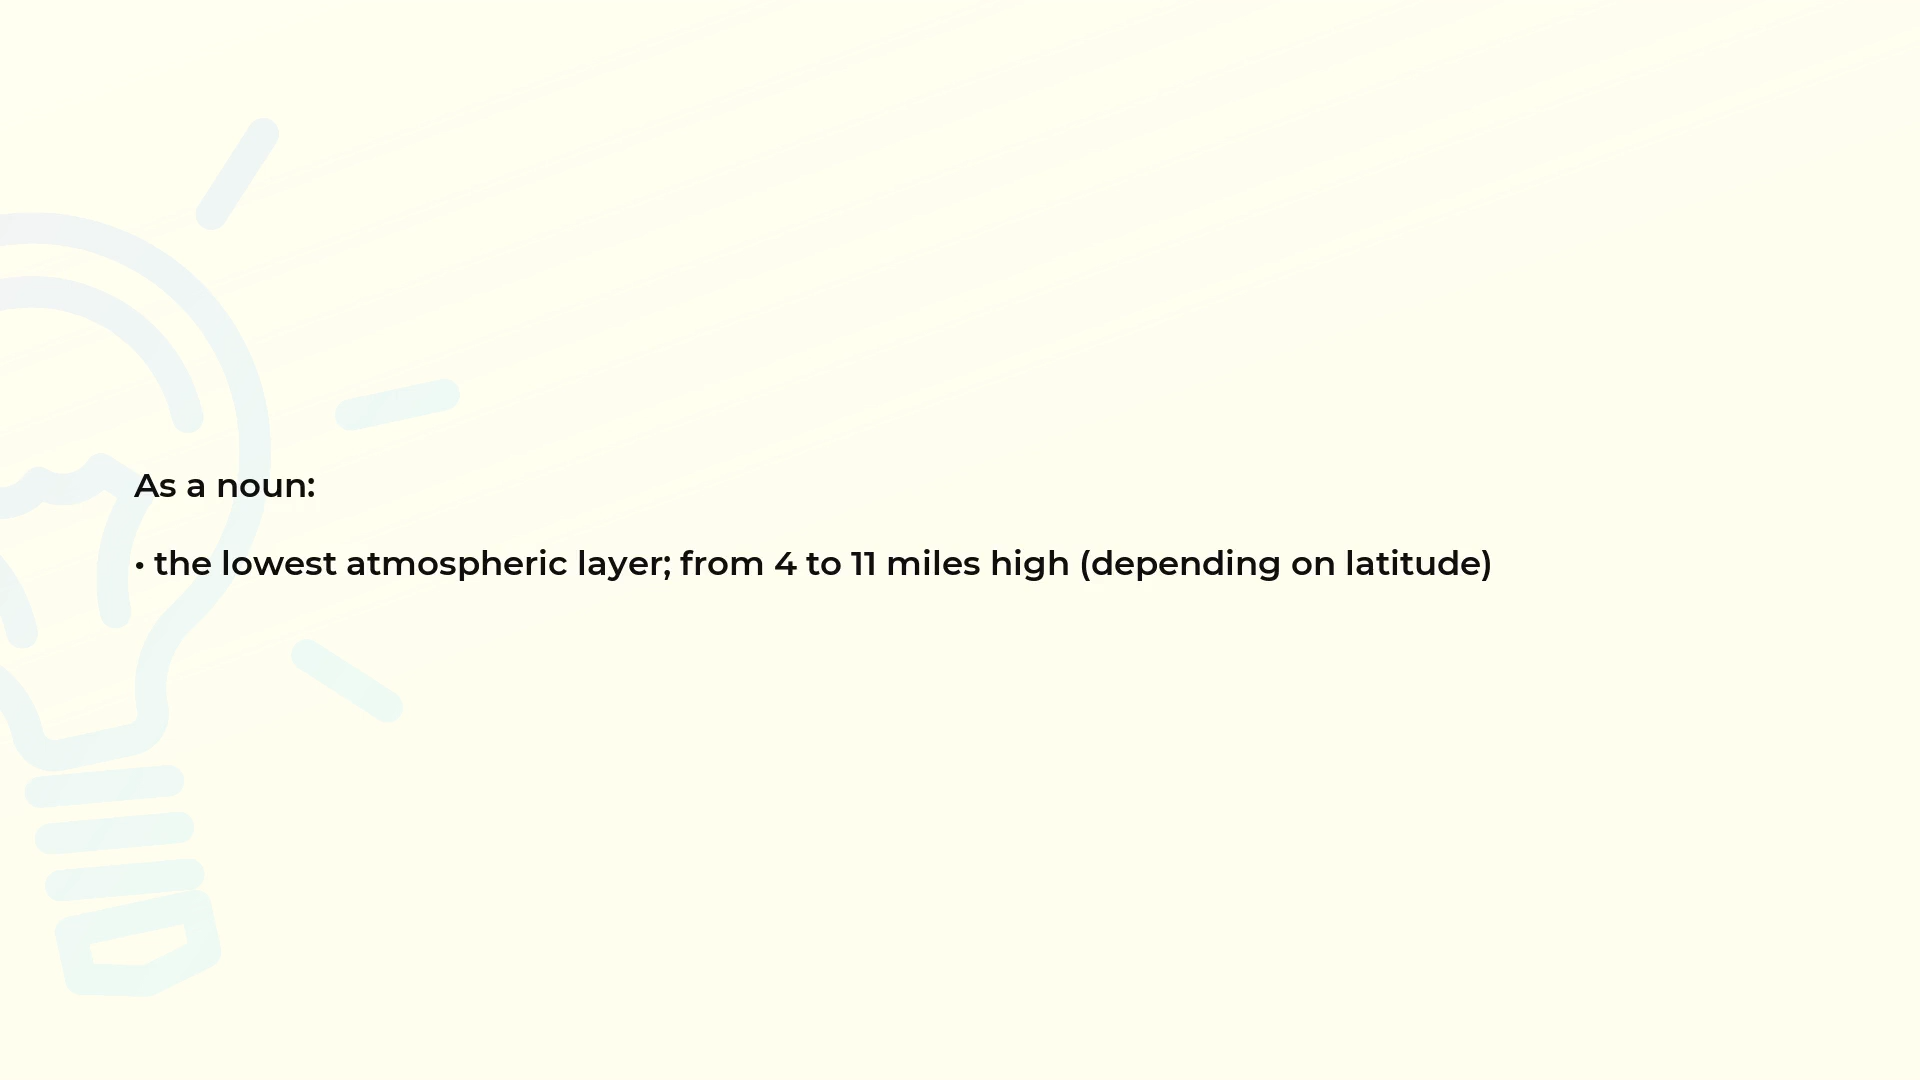 As a noun:
• the lowest atmospheric layer; from 4 to 11 miles high (depending on latitude)